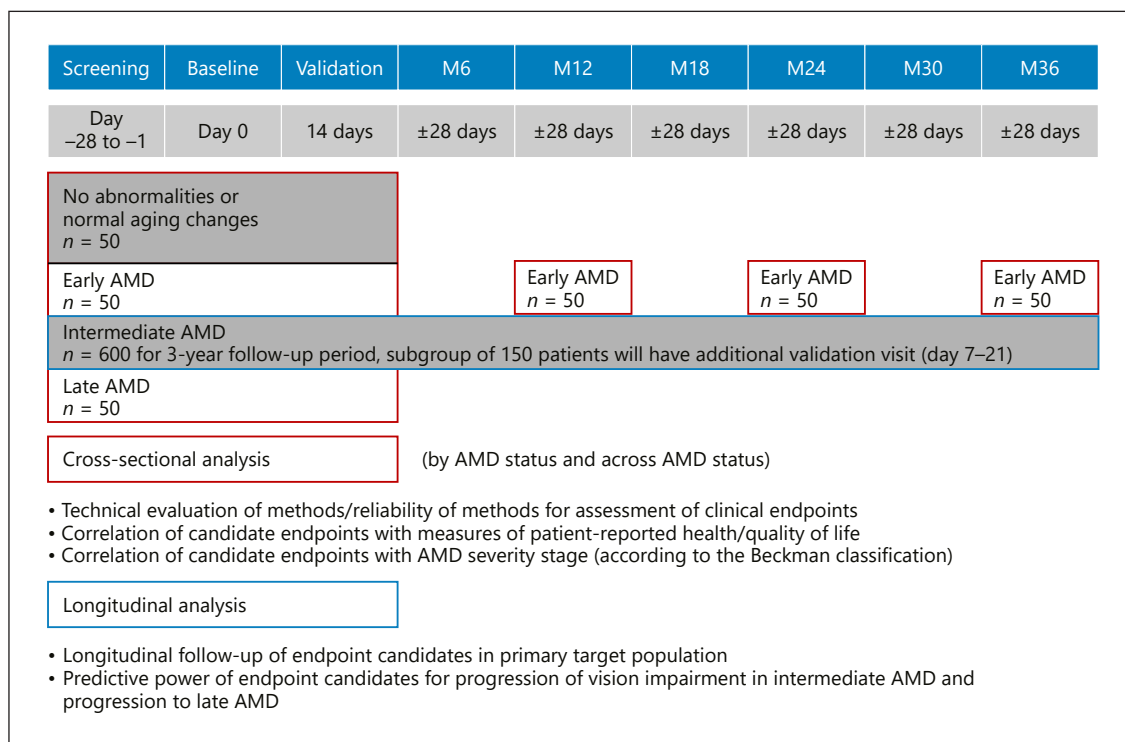 Screening Baseline Validation M6 M12 M18 M24 M30 M36
Day
–28 to –1 Day 0 14 days ±28 days ±28 days ±28 days ±28 days ±28 days ±28 days
No abnormalities or
normal aging changes
n = 50
Early AMD Early AMD Early AMD Early AMD
n = 50 n = 50 n = 50 n = 50
Intermediate AMD
n = 600 for 3-year follow-up period, subgroup of 150 patients will have additional validation visit (day 7–21)
Late AMD
n = 50
Cross-sectional analysis (by AMD status and across AMD status)
• Technical evaluation of methods/reliability of methods for assessment of clinical endpoints
• Correlation of candidate endpoints with measures of patient-reported health/quality of life
• Correlation of candidate endpoints with AMD severity stage (according to the Beckman classification)
Longitudinal analysis
• Longitudinal follow-up of endpoint candidates in primary target population
• Predictive power of endpoint candidates for progression of vision impairment in intermediate AMD and
progression to late AMD